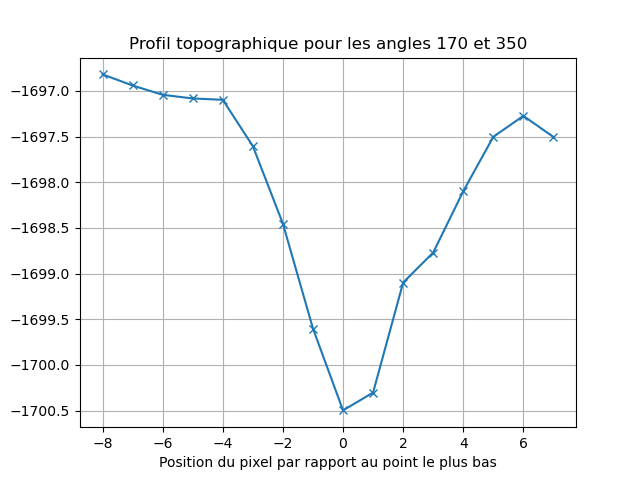 Profil topographique pour les angles 170 et 350
−1697.0
−1697.5
−1698.0
−1698.5
−1699.0
−1699.5
−1700.0
−1700.5
−8 −6 −4 −2 0 2 4 6
Position du pixel par rapport au point le plus bas